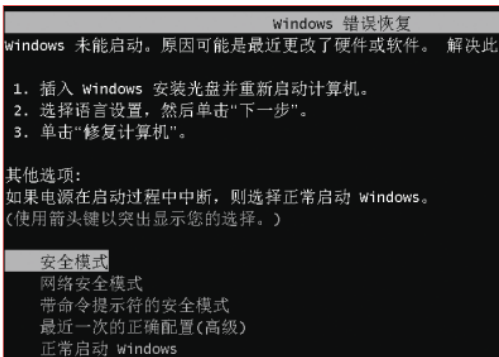 Windows 错误恢复
Windows 未能启动。原因可能是最近更改了硬件或软件。 解决此
1. 插入 Windows 安装光盘并重新启动计算机。
2. 选择语言设置，然后单击“下一步”。
3. 单击“修复计算机”。
其他选项:
如果电源在启动过程中中断，则选择正常启动 Windows。
(使用箭头键以突出显示您的选择。)
安全模式
网络安全模式
带命令提示符的安全模式
最近一次的正确配置(高级)
正常启动 Windows